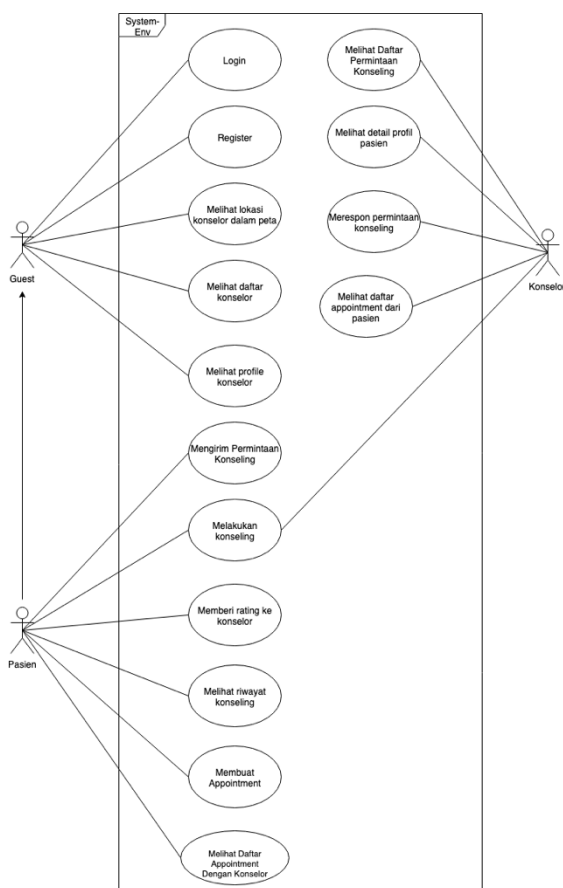 System-
Env
Login
Melihat Daftar
Permintaan
Konseling
Register
Melihat detail profil
pasien
Melihat lokasi
konselor dalam peta
Merespon permintaan
konseling
Guest
Konselor
Melihat daftar
konselor
Melihat daftar
appointment dari
pasien
Melihat profile
konselor
Mengirim Permintaan
Konseling
Melakukan
konseling
Memberi rating ke
konselor
Pasien
Melihat riwayat
konseling
Membuat
Appointment
Melihat Daftar
Appointment
Dengan Konselor